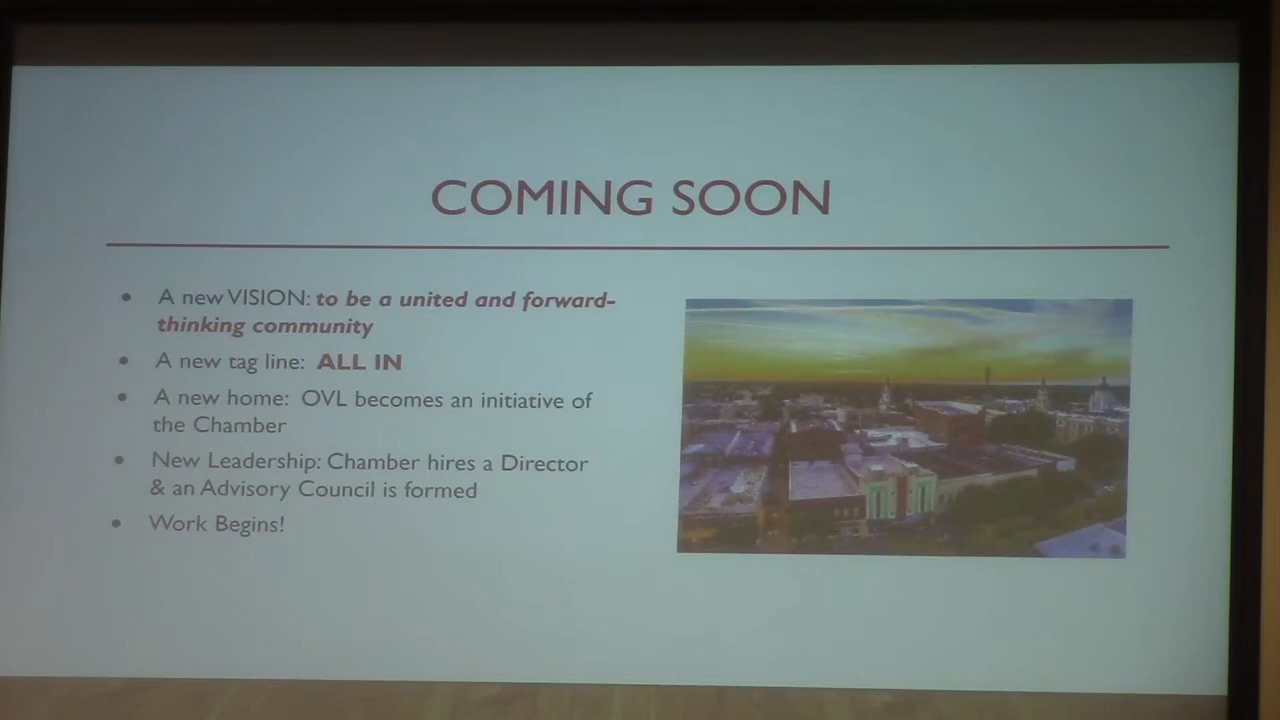 COMING SOON
• A new VISION: to be a united and forward-
thinking community
• A new tag line: ALL IN
• A new home: OVL becomes an initiative of
the Chamber
• New Leadership: Chamber hires a Director
& an Advisory Council is formed
• Work Begins!